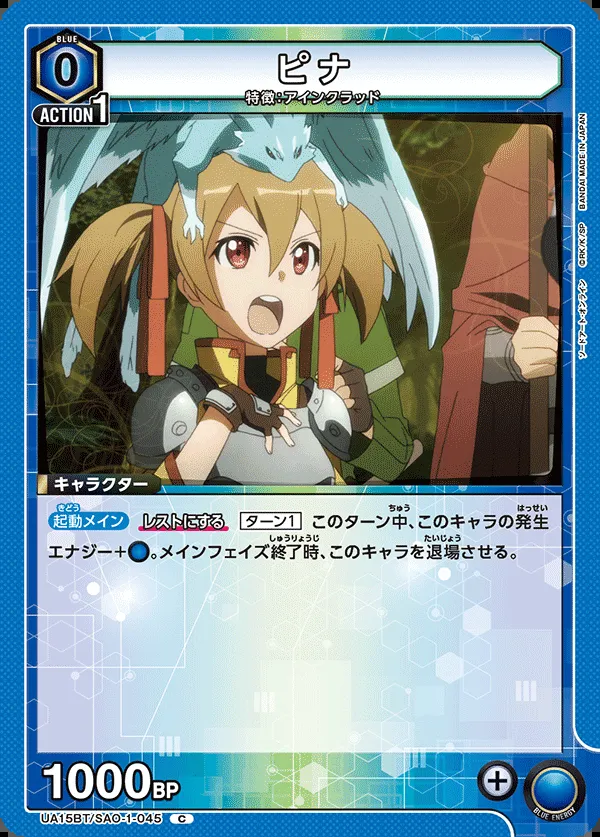 BLUE
0
ACTION 1
ピナ
特徴：アインクラッド
BANDAI MADE IN JAPAN
©RK/K/SP
ソードアート・オンライン
キャラクター
起動メイン レストにする ターン1 このターン中、このキャラの発生
エナジー+。メインフェイズ終了時、このキャラを退場させる。
1000BP
+
BLUE ENERGY
UA15BT/SAO-1-045 C